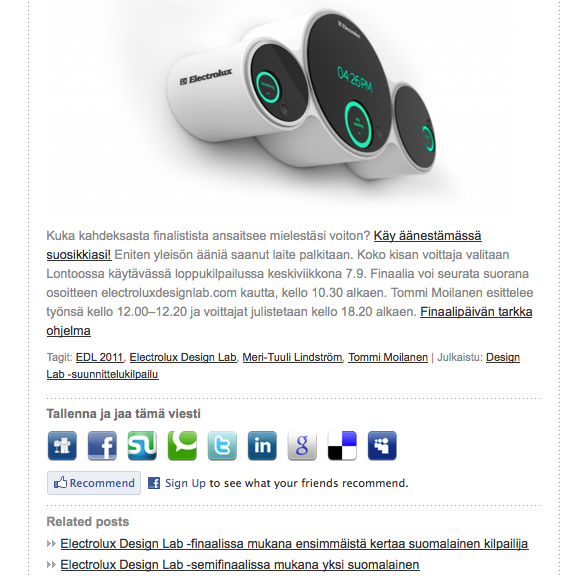 Electrolux
Electrolux
04:26PM
Kuka kahdeksasta finalistista ansaitsee mielestäsi voiton? Käy äänestämässä
suosikkiasi! Eniten yleisön ääniä saanut laite palkitaan. Koko kisan voittaja valitaan
Lontoossa käytävässä loppukilpailussa keskiviikkona 7.9. Finaalia voi seurata suorana
osoitteen electroluxdesignlab.com kautta, kello 10.30 alkaen. Tommi Moilanen esittelee
työnsä kello 12.00–12.20 ja voittajat julistetaan kello 18.20 alkaen. Finaalipäivän tarkka
ohjelma
Tagit: EDL 2011, Electrolux Design Lab, Meri-Tuuli Lindström, Tommi Moilanen | Julkaistu: Design
Lab -suunnittelukilpailu
Tallenna ja jaa tämä viesti
Recommend Sign Up to see what your friends recommend.
Related posts
Electrolux Design Lab -finaalissa mukana ensimmäistä kertaa suomalainen kilpailija
Electrolux Design Lab -semifinaalissa mukana yksi suomalainen